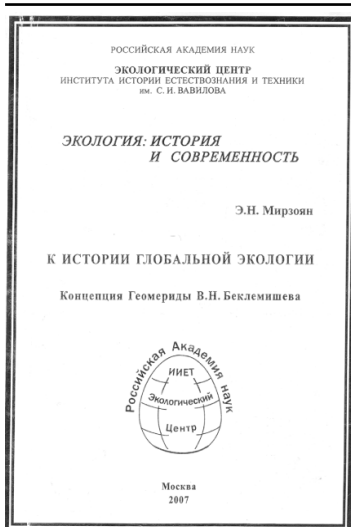 РОССИЙСКАЯ АКАДЕМИЯ НАУК
ЭКОЛОГИЧЕСКИЙ ЦЕНТР
ИНСТИТУТА ИСТОРИИ ЕСТЕСТВОЗНАНИЯ И ТЕХНИКИ
им. С. И. ВАВИЛОВА
ЭКОЛОГИЯ: ИСТОРИЯ
И СОВРЕМЕННОСТЬ
Э.Н. Мирзоян
К ИСТОРИИ ГЛОБАЛЬНОЙ ЭКОЛОГИИ
Концепция Геомериды В.Н. Беклемишева
Российская Академия наук
ИИЕТ
Экологический
Центр
Москва
2007